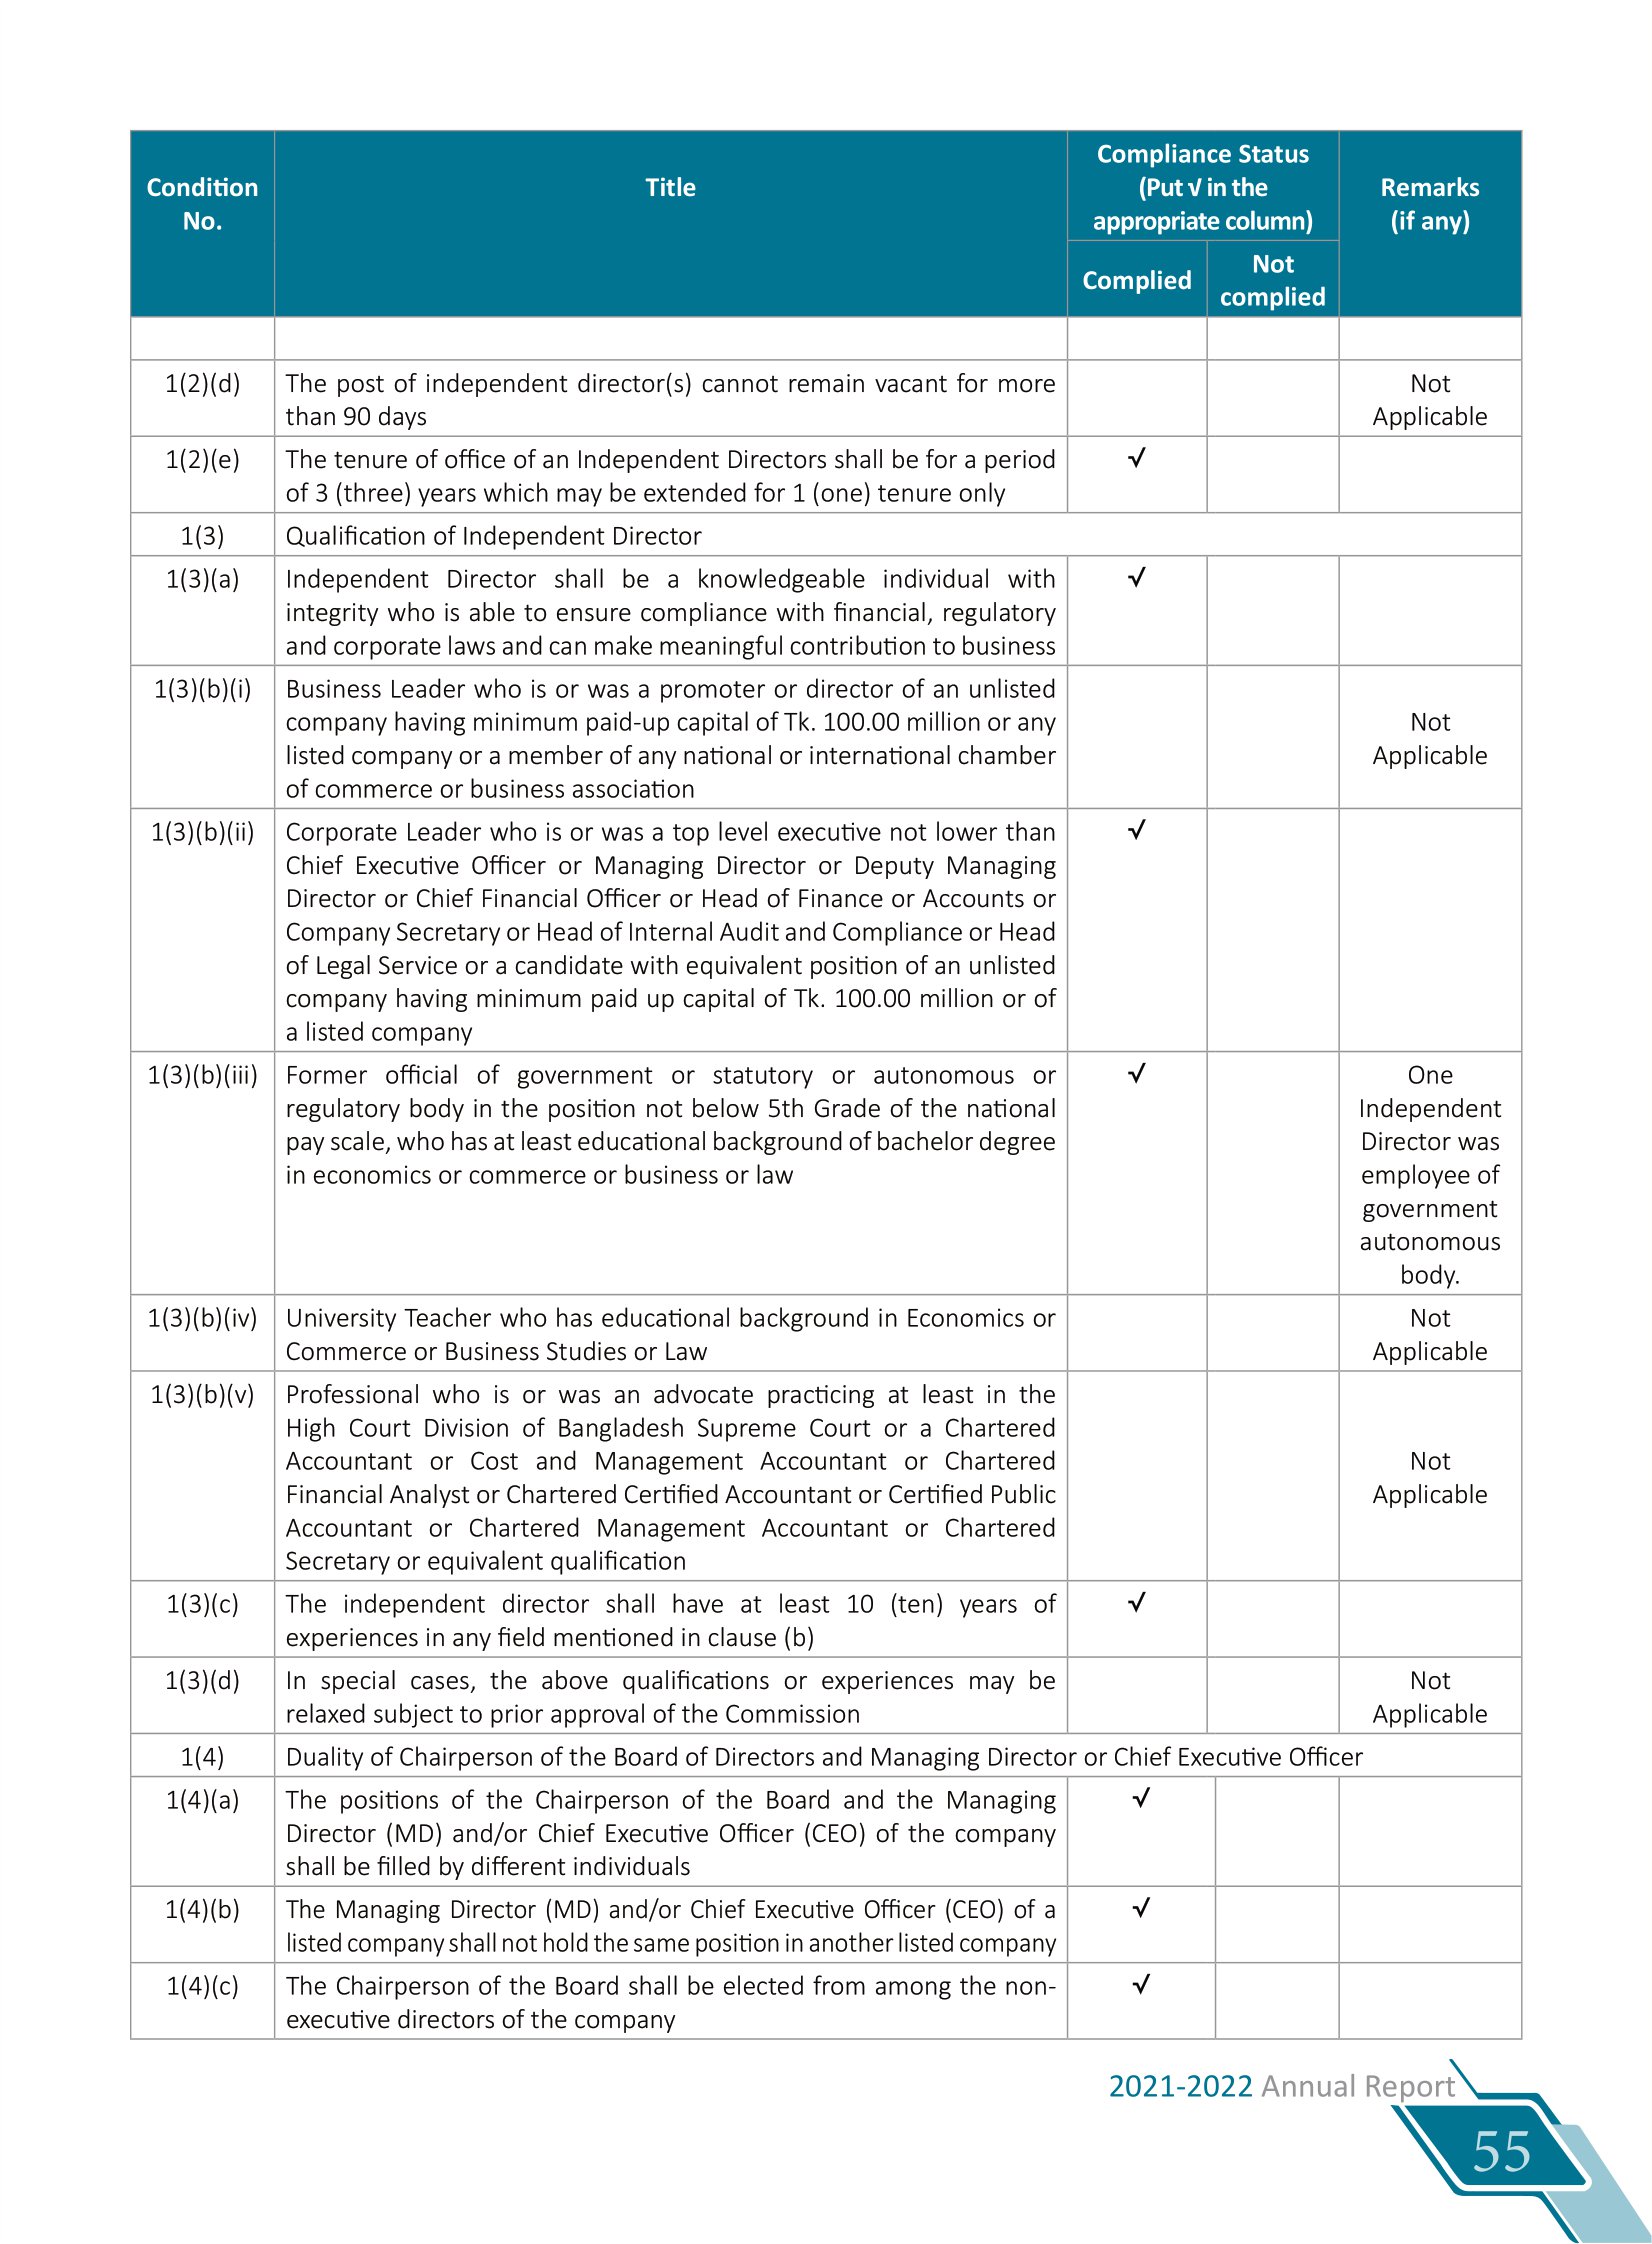 Condition
No.
Title
Compliance Status
(Put √ in the
appropriate column)
Remarks
(if any)
Complied
Not
complied
1(2)(d)
The post of independent director(s) cannot remain vacant for more
than 90 days
Not
Applicable
1(2)(e)
The tenure of office of an Independent Directors shall be for a period
of 3 (three) years which may be extended for 1 (one) tenure only
√
1(3)
Qualification of Independent Director
1(3)(a)
Independent Director shall be a knowledgeable individual with
integrity who is able to ensure compliance with financial, regulatory
and corporate laws and can make meaningful contribution to business
√
1(3)(b)(i)
Business Leader who is or was a promoter or director of an unlisted
company having minimum paid-up capital of Tk. 100.00 million or any
listed company or a member of any national or international chamber
of commerce or business association
Not
Applicable
1(3)(b)(ii)
Corporate Leader who is or was a top level executive not lower than
Chief Executive Officer or Managing Director or Deputy Managing
Director or Chief Financial Officer or Head of Finance or Accounts or
Company Secretary or Head of Internal Audit and Compliance or Head
of Legal Service or a candidate with equivalent position of an unlisted
company having minimum paid up capital of Tk. 100.00 million or of
a listed company
√
1(3)(b)(iii)
Former official of government or statutory or autonomous or
regulatory body in the position not below 5th Grade of the national
pay scale, who has at least educational background of bachelor degree
in economics or commerce or business or law
√
One
Independent
Director was
employee of
government
autonomous
body.
1(3)(b)(iv)
University Teacher who has educational background in Economics or
Commerce or Business Studies or Law
Not
Applicable
1(3)(b)(v)
Professional who is or was an advocate practicing at least in the
High Court Division of Bangladesh Supreme Court or a Chartered
Accountant or Cost and Management Accountant or Chartered
Financial Analyst or Chartered Certified Accountant or Certified Public
Accountant or Chartered Management Accountant or Chartered
Secretary or equivalent qualification
Not
Applicable
1(3)(c)
The independent director shall have at least 10 (ten) years of
experiences in any field mentioned in clause (b)
√
1(3)(d)
In special cases, the above qualifications or experiences may be
relaxed subject to prior approval of the Commission
Not
Applicable
1(4)
Duality of Chairperson of the Board of Directors and Managing Director or Chief Executive Officer
1(4)(a)
The positions of the Chairperson of the Board and the Managing
Director (MD) and/or Chief Executive Officer (CEO) of the company
shall be filled by different individuals
√
1(4)(b)
The Managing Director (MD) and/or Chief Executive Officer (CEO) of a
listed company shall not hold the same position in another listed company
√
1(4)(c)
The Chairperson of the Board shall be elected from among the non-
executive directors of the company
√
2021-2022 Annual Report
55